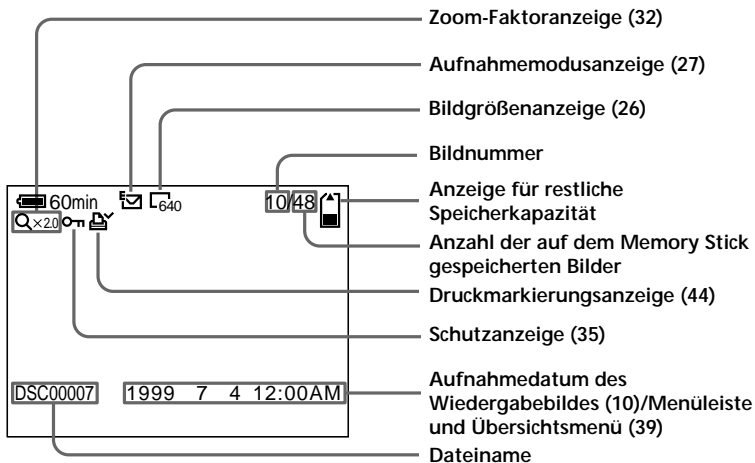 Zoom-Faktoranzeige (32)
Aufnahmemodusanzeige (27)
Bildgrößenanzeige (26)
Bildnummer
Anzeige für restliche
Speicherkapazität
Anzahl der auf dem Memory Stick
gespeicherten Bilder
Druckmarkierungsanzeige (44)
Schutzanzeige (35)
Aufnahmedatum des
Wiedergabebildes (10)/Menüleiste
und Übersichtsmenü (39)
Dateiname
60min 640 10/48
×2.0
DSC00007 1999 7 4 12:00AM